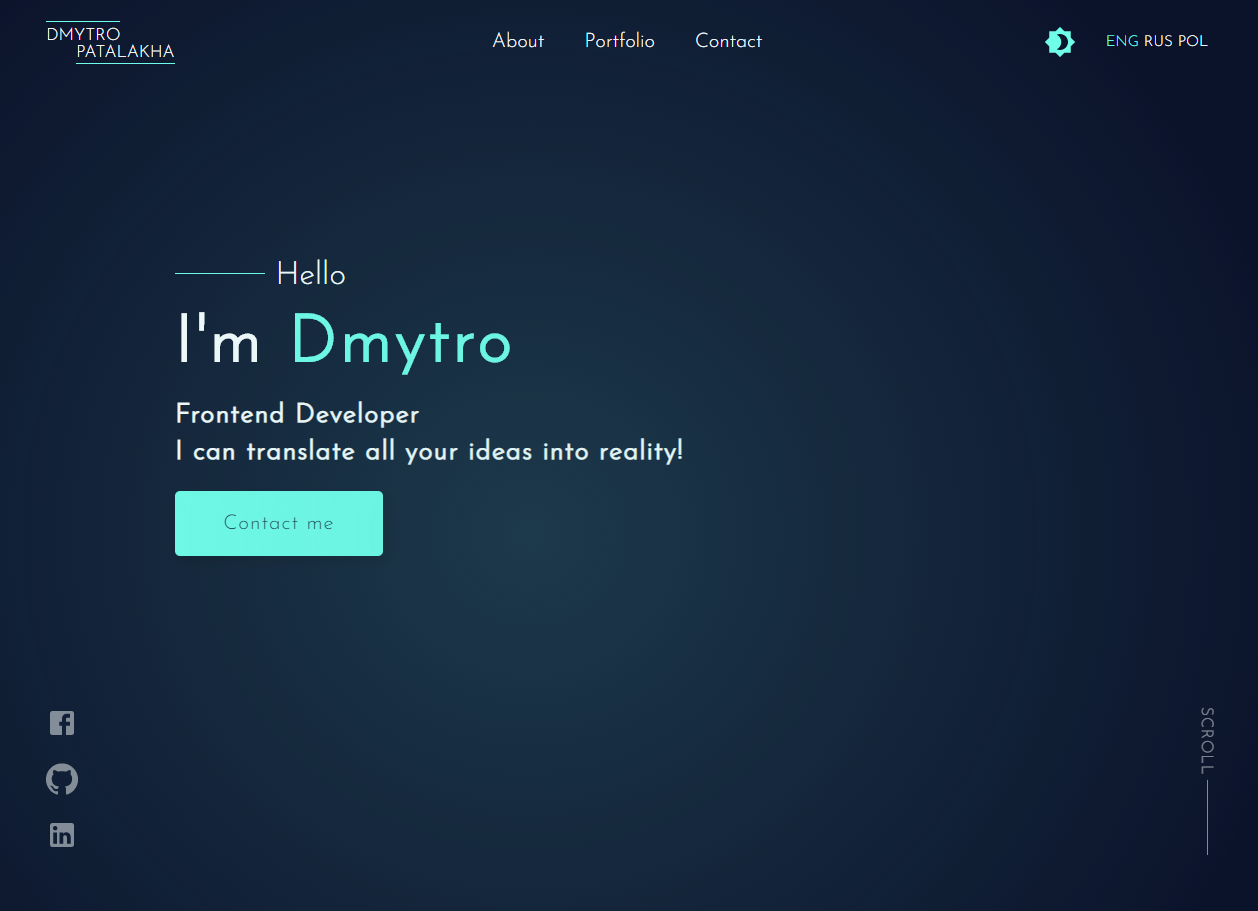 DMYTRO
PATALAKHA
About Portfolio Contact
ENG RUS POL
Hello
I'm Dmytro
Frontend Developer
I can translate all your ideas into reality!
Contact me
SCROLL